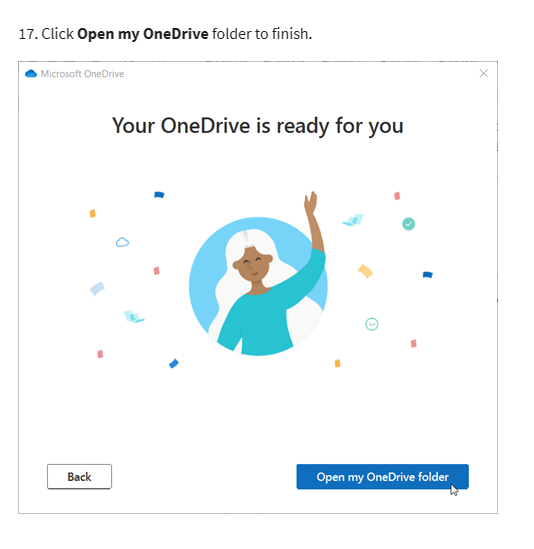 17. Click Open my OneDrive folder to finish.
Microsoft OneDrive
Your OneDrive is ready for you
Back
Open my OneDrive folder